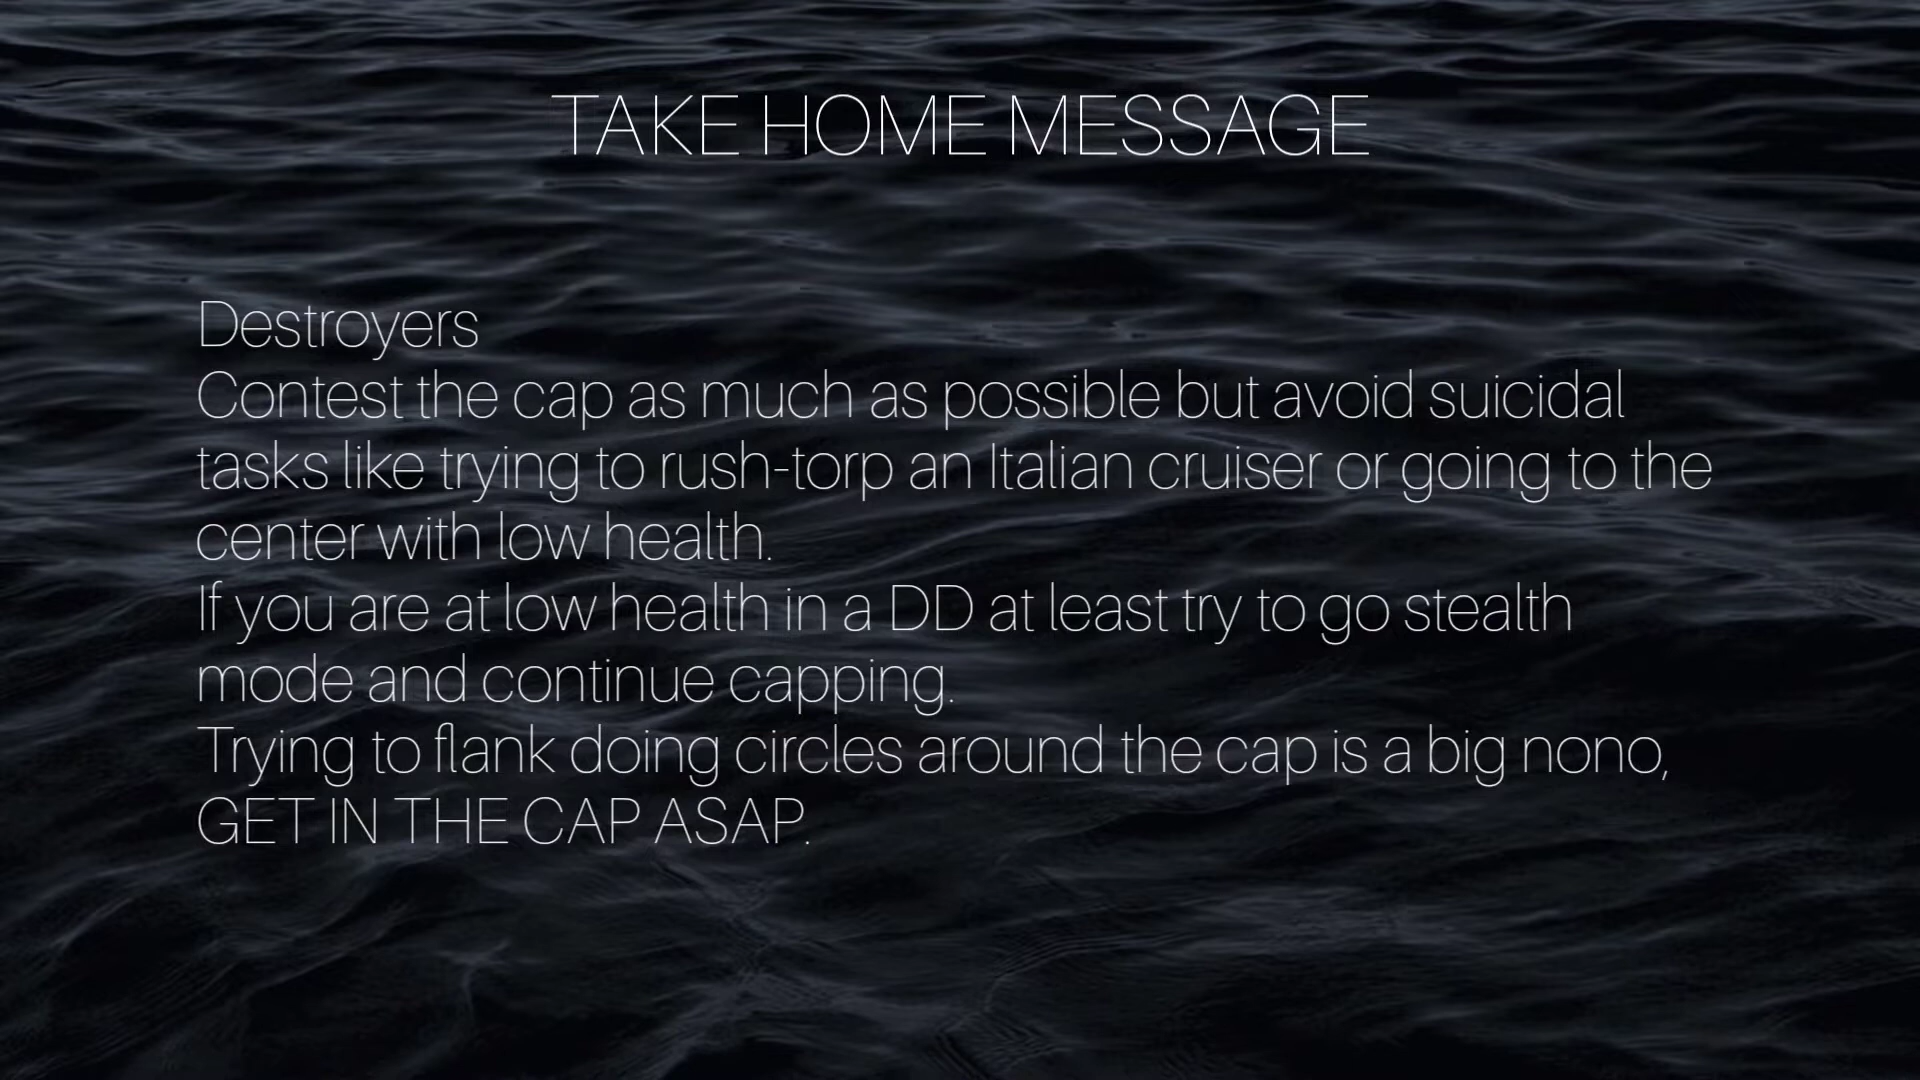 TAKE HOME MESSAGE
Destroyers
Contest the cap as much as possible but avoid suicidal
tasks like trying to rush-torp an Italian cruiser or going to the
center with low health.
If you are at low health in a DD at least try to go stealth
mode and continue capping.
Trying to flank doing circles around the cap is a big nono,
GET IN THE CAP ASAP.